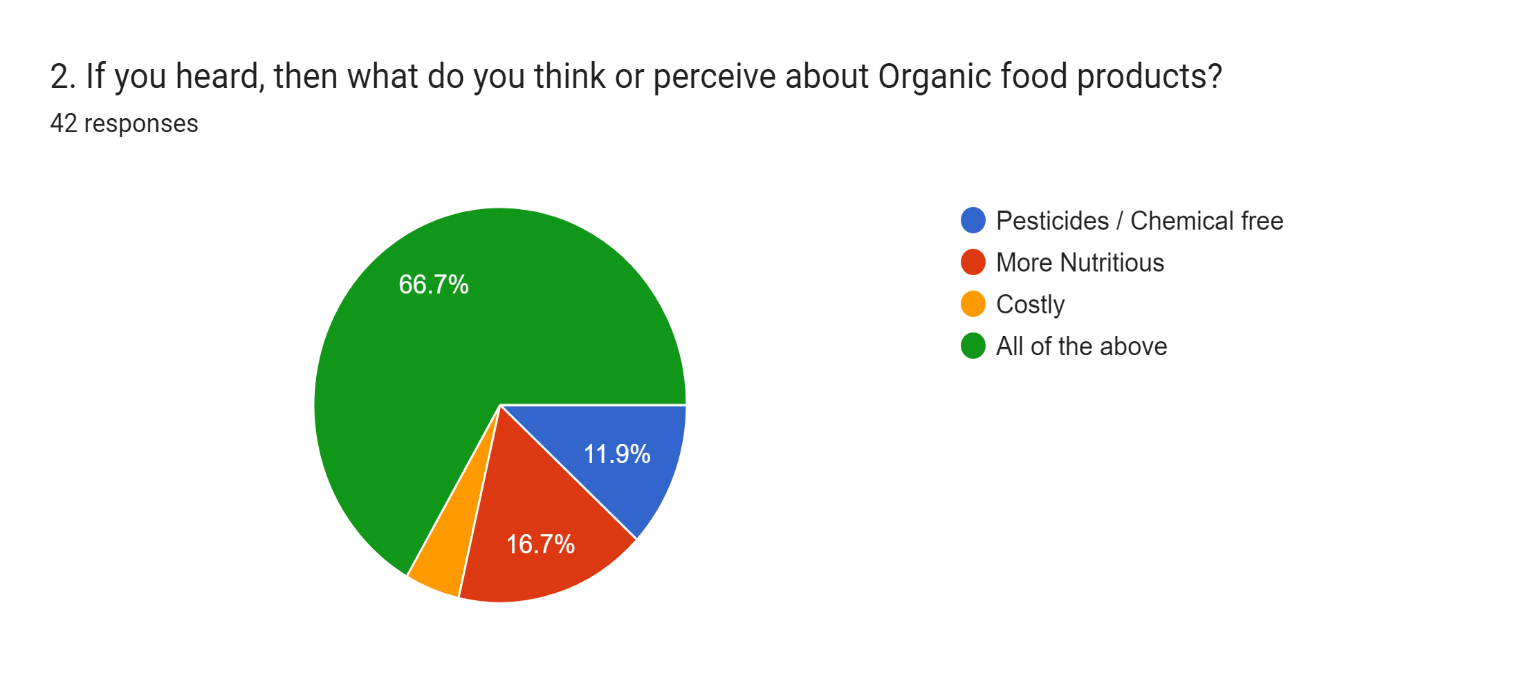 2. If you heard, then what do you think or perceive about Organic food products?
42 responses
Pesticides / Chemical free
More Nutritious
Costly
All of the above
66.7%
11.9%
16.7%